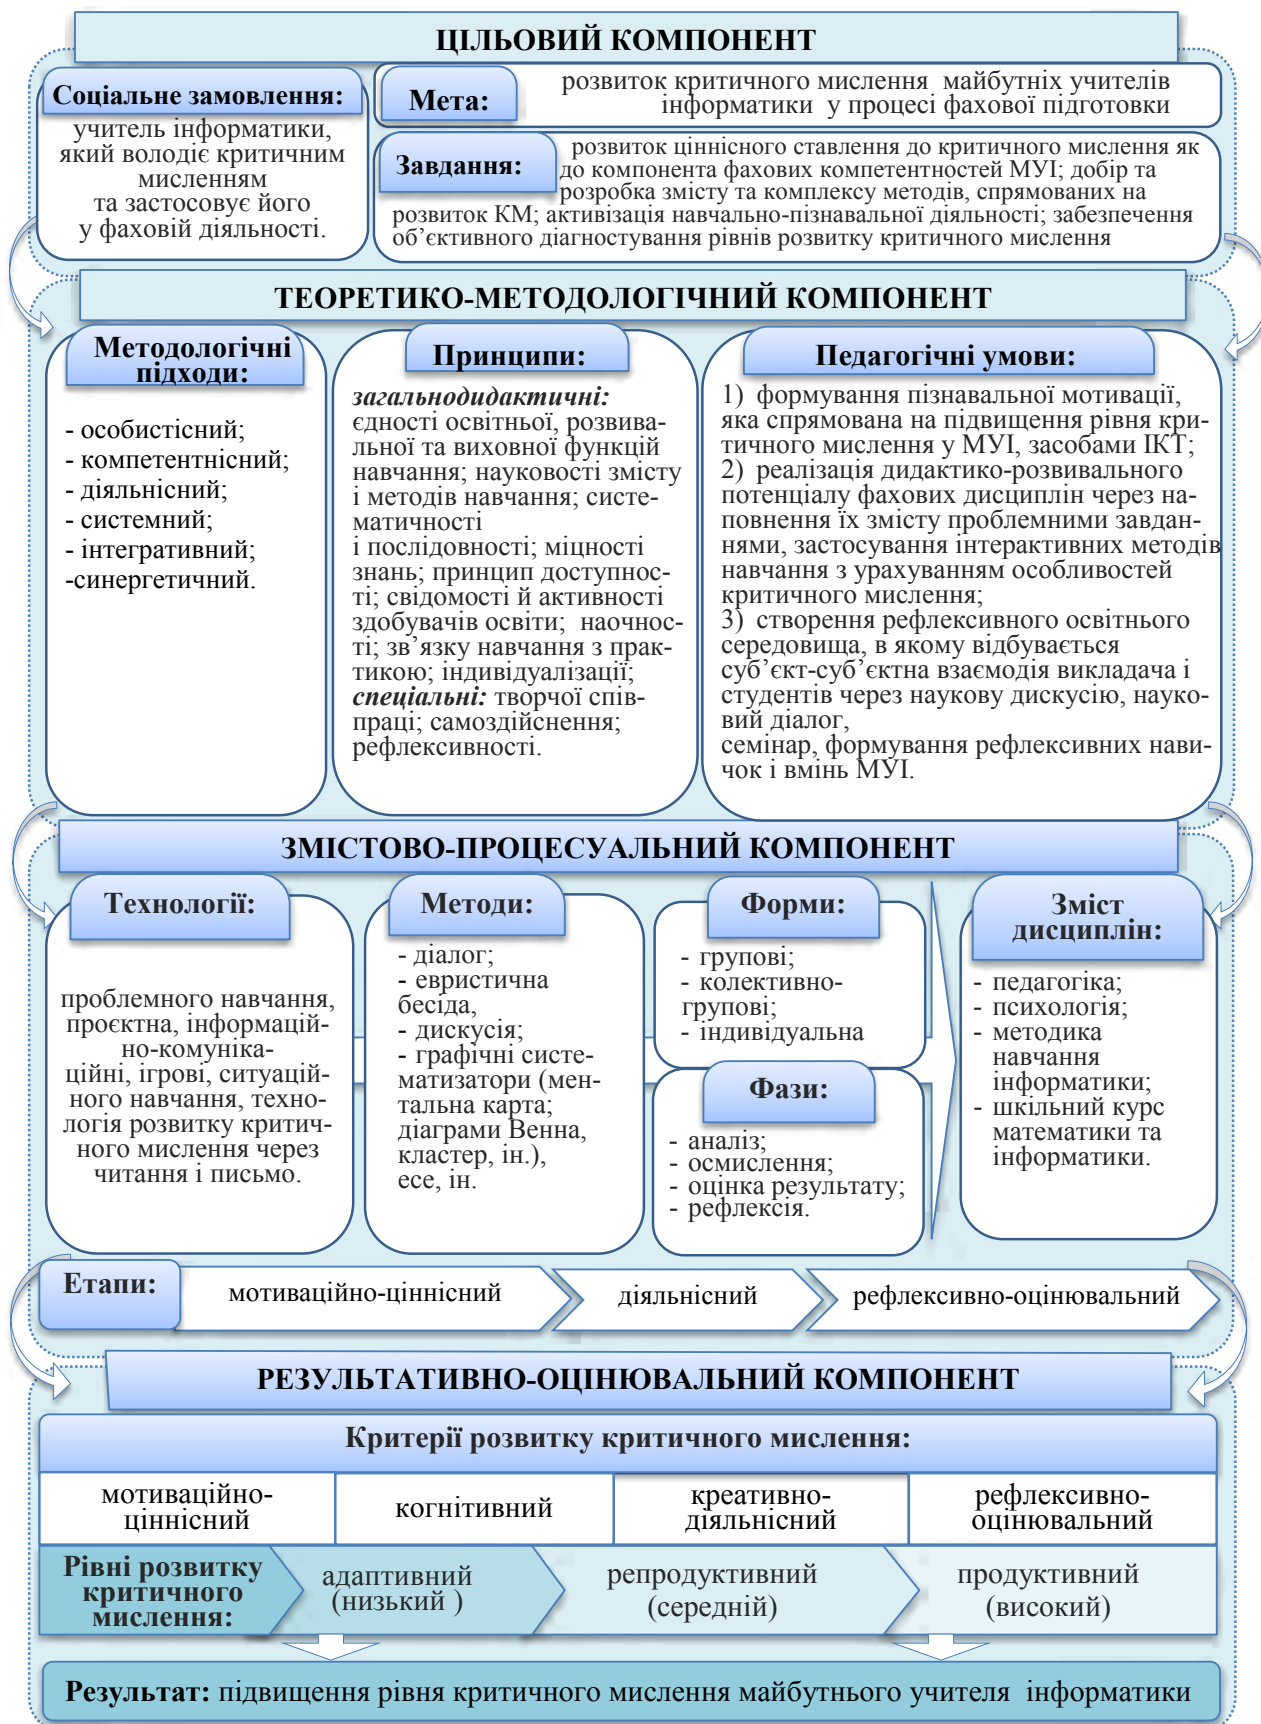 ЦІЛЬОВИЙ КОМПОНЕНТ
Соціальне замовлення:
учитель інформатики,
який володіє критичним
мисленням
та застосовує його
у фаховій діяльності.
Мета:
розвиток критичного мислення майбутніх учителів
інформатики у процесі фахової підготовки
Завдання:
розвиток ціннісного ставлення до критичного мислення як
до компонента фахових компетентностей МУІ; добір та
розробка змісту та комплексу методів, спрямованих на
розвиток КМ; активізація навчально-пізнавальної діяльності; забезпечення
об’єктивного діагностування рівнів розвитку критичного мислення
ТЕОРЕТИКО-МЕТОДОЛОГІЧНИЙ КОМПОНЕНТ
Методологічні
підходи:
- особистісний;
- компетентнісний;
- діяльнісний;
- системний;
- інтегративний;
-синергетичний.
Принципи:
загальнодидактичні:
єдності освітньої, розвива-
льної та виховної функцій
навчання; науковості змісту
і методів навчання; систе-
матичності
і послідовності; міцності
знань; принцип доступнос-
ті; свідомості й активності
здобувачів освіти; наочнос-
ті; зв’язку навчання з прак-
тикою; індивідуалізації;
спеціальні: творчої спів-
праці; самоздійснення;
рефлексивності.
Педагогічні умови:
1) формування пізнавальної мотивації,
яка спрямована на підвищення рівня кри-
тичного мислення у МУІ, засобами ІКТ;
2) реалізація дидактико-розвивального
потенціалу фахових дисциплін через на-
повнення їх змісту проблемними завдан-
нями, застосування інтерактивних методів
навчання з урахуванням особливостей
критичного мислення;
3) створення рефлексивного освітнього
середовища, в якому відбувається
суб’єкт-суб’єктна взаємодія викладача і
студентів через наукову дискусію, науко-
вий діалог,
семінар, формування рефлексивних нави-
чок і вмінь МУІ.
ЗМІСТОВО-ПРОЦЕСУАЛЬНИЙ КОМПОНЕНТ
Технології:
проблемного навчання,
проєктна, інформацій-
но-комуніка-
ційні, ігрові, ситуацій-
ного навчання, техно-
логія розвитку критич-
ного мислення через
читання і письмо.
Методи:
- діалог;
- евристична
бесіда,
- дискусія;
- графічні систе-
матизатори (мен-
тальна карта;
діаграми Венна,
кластер, ін.),
есе, ін.
Форми:
- групові;
- колективно-
групові;
- індивідуальна
Фази:
- аналіз;
- осмислення;
- оцінка результату;
- рефлексія.
Зміст
дисциплін:
- педагогіка;
- психологія;
- методика
навчання
інформатики;
- шкільний курс
математики та
інформатики.
Етапи:
мотиваційно-ціннісний
діяльнісний
рефлексивно-оцінювальний
РЕЗУЛЬТАТИВНО-ОЦІНЮВАЛЬНИЙ КОМПОНЕНТ
Критерії розвитку критичного мислення:
мотиваційно-
ціннісний
когнітивний
креативно-
діяльнісний
рефлексивно-
оцінювальний
Рівні розвитку
критичного
мислення:
адаптивний
(низький )
репродуктивний
(середній)
продуктивний
(високий)
Результат: підвищення рівня критичного мислення майбутнього учителя інформатики